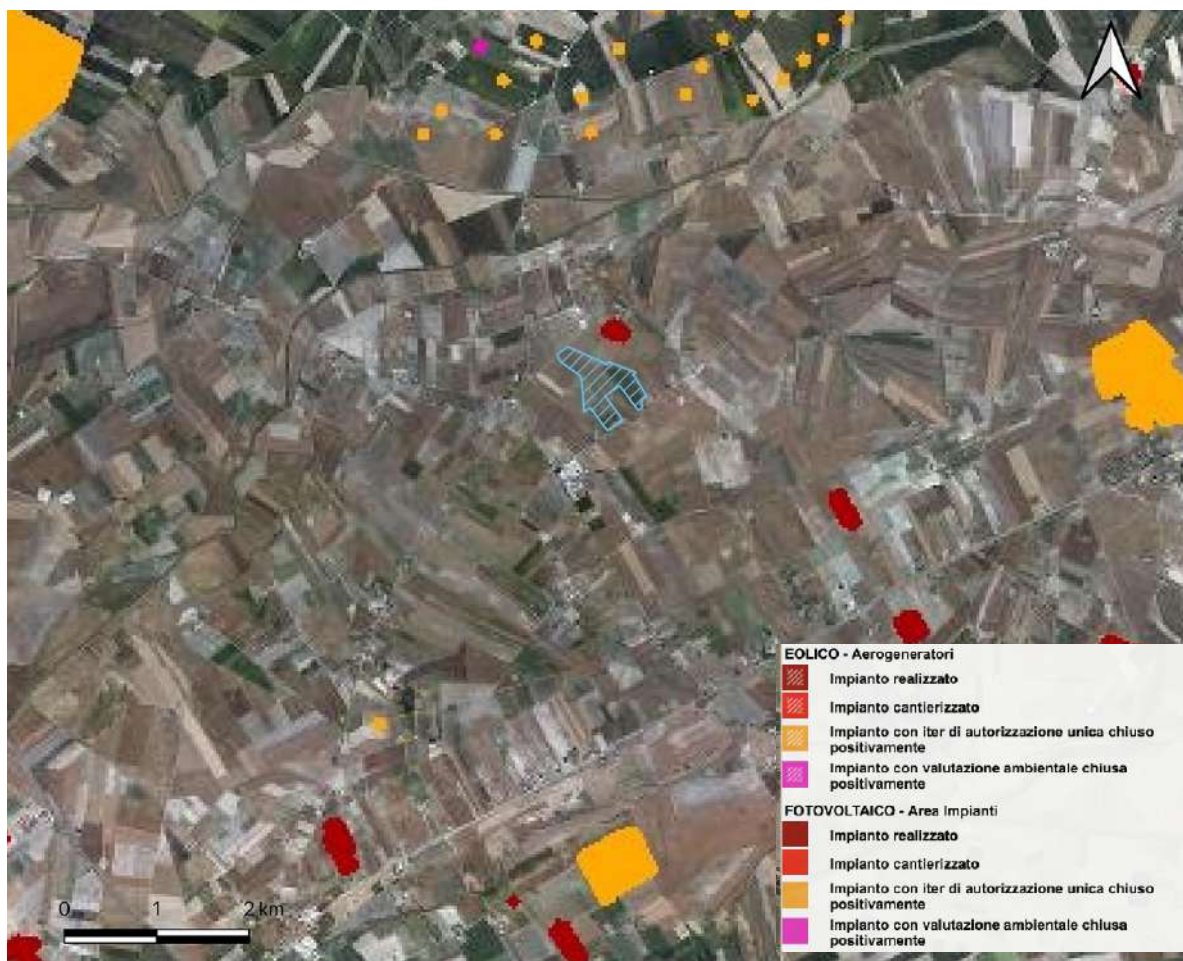 EOLICO - Aerogeneratori
Impianto realizzato
Impianto cantierizzato
Impianto con iter di autorizzazione unica chiuso
positivamente
Impianto con valutazione ambientale chiusa
positivamente
FOTOVOLTAICO - Area Impianti
Impianto realizzato
Impianto cantierizzato
Impianto con iter di autorizzazione unica chiuso
positivamente
Impianto con valutazione ambientale chiusa
positivamente
0 1 2 km